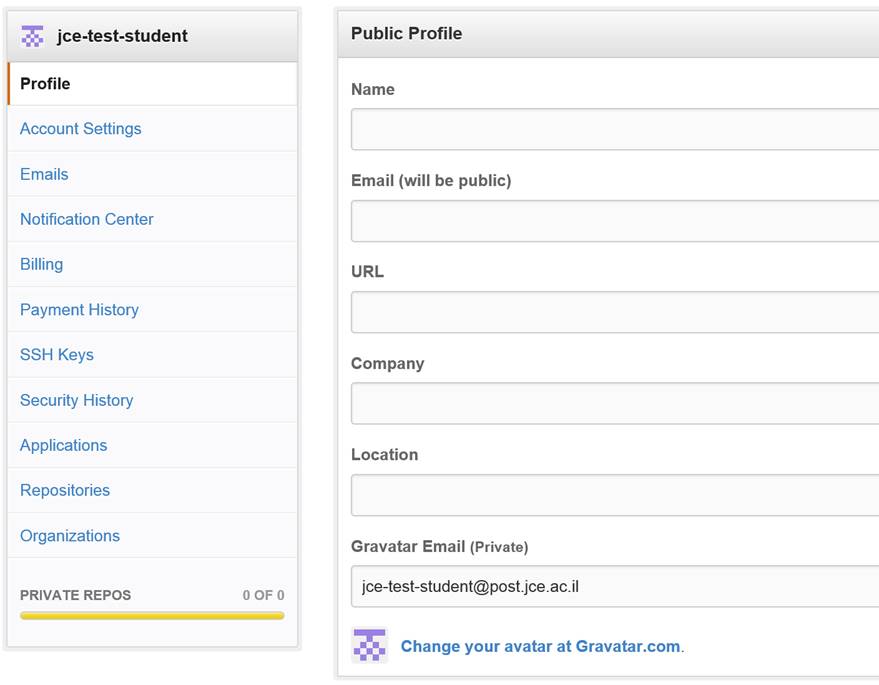 jce-test-student
Profile
Account Settings
Emails
Notification Center
Billing
Payment History
SSH Keys
Security History
Applications
Repositories
Organizations
PRIVATE REPOS 0 OF 0
Public Profile
Name
Email (will be public)
URL
Company
Location
Gravatar Email (Private)
jce-test-student@post.jce.ac.il
Change your avatar at Gravatar.com.